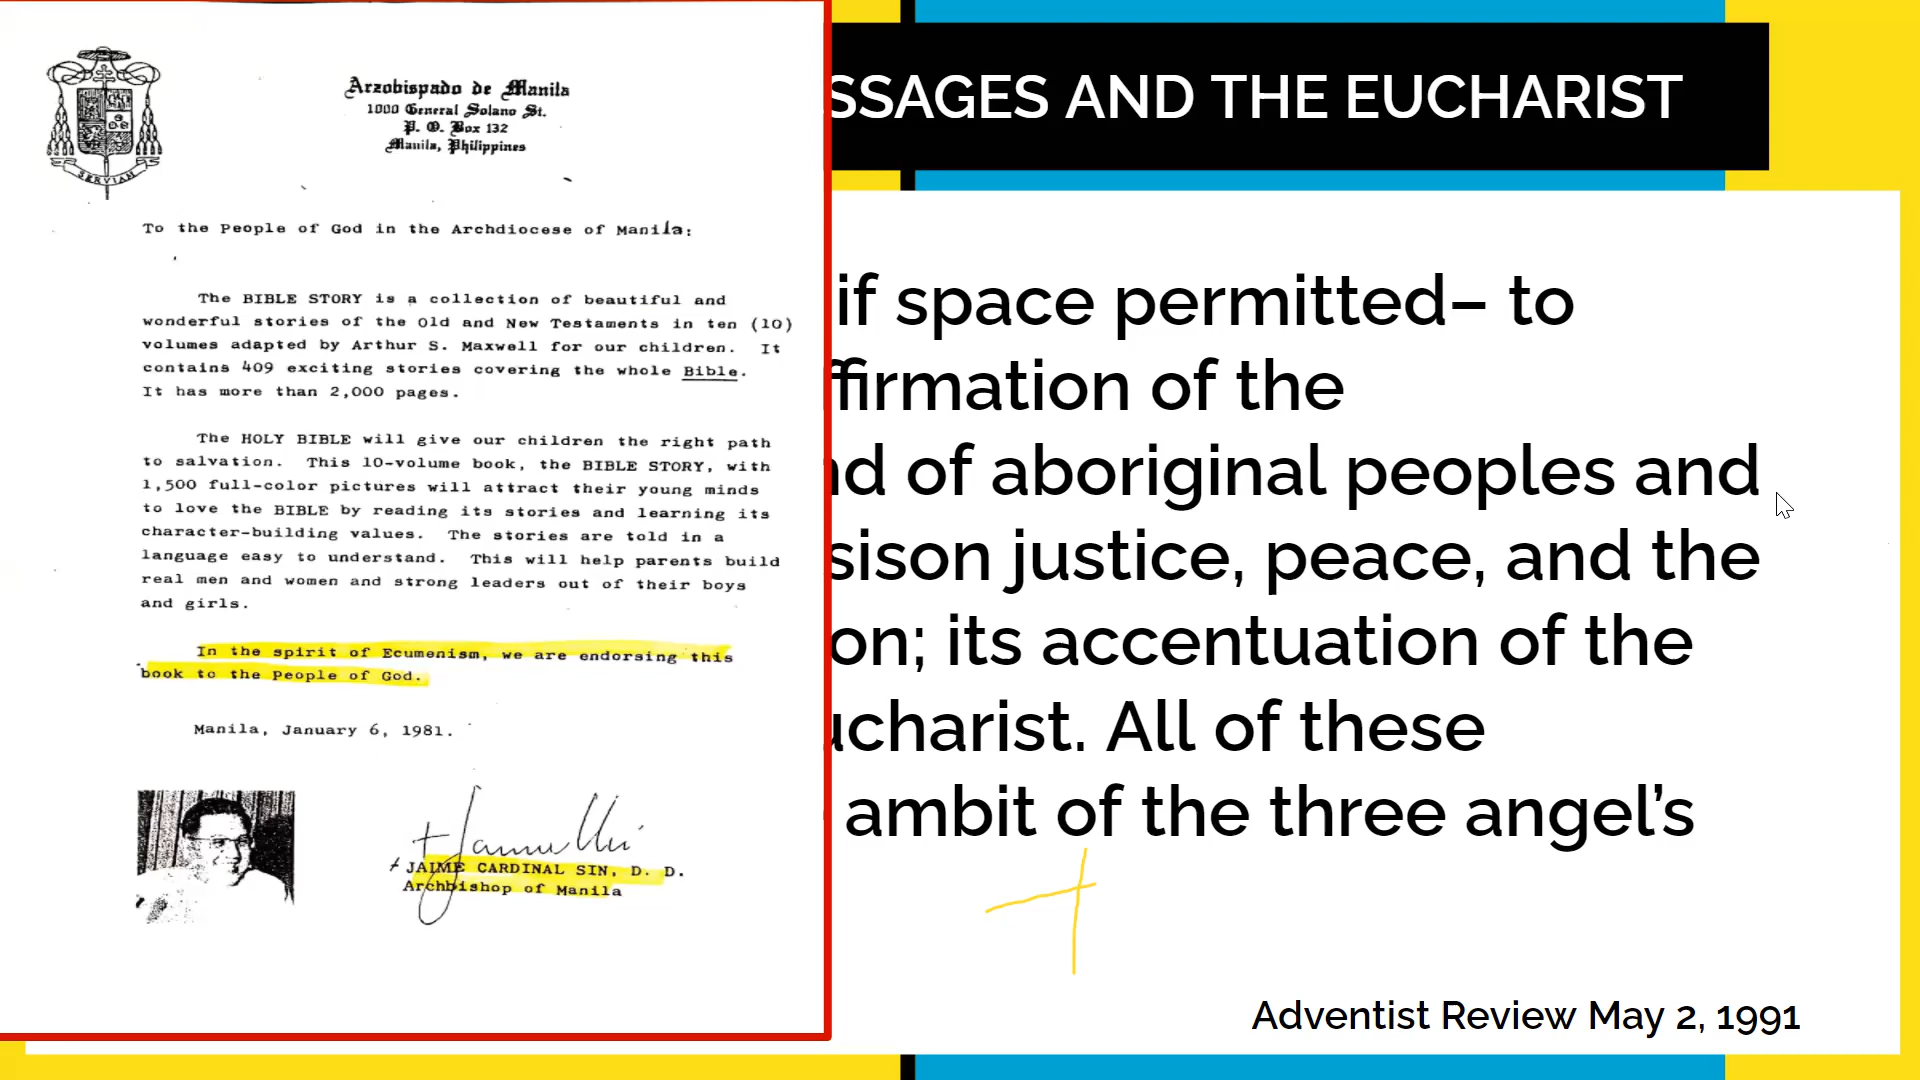 SERVIAM
Arzobispado de Manila
1000 General Solano St.
P. O. Box 132
Manila, Philippines
To the People of God in the Archdiocese of Manila:
The BIBLE STORY is a collection of beautiful and
wonderful stories of the Old and New Testaments in ten (10)
volumes adapted by Arthur S. Maxwell for our children. It
contains 409 exciting stories covering the whole Bible.
It has more than 2,000 pages.
The HOLY BIBLE will give our children the right path
to salvation. This 10-volume book, the BIBLE STORY, with
1,500 full-color pictures will attract their young minds
to love the BIBLE by reading its stories and learning its
character-building values. The stories are told in a
language easy to understand. This will help parents build
real men and women and strong leaders out of their boys
and girls.
In the spirit of Ecumenism, we are endorsing this
book to the People of God.
Manila, January 6, 1981.
JAIME CARDINAL SIN, D. D.
Archbishop of Manila
SSAGES AND THE EUCHARIST
if space permitted– to
ffirmation of the
nd of aboriginal peoples and
sison justice, peace, and the
on; its accentuation of the
ucharist. All of these
ambit of the three angel's
Adventist Review May 2, 1991